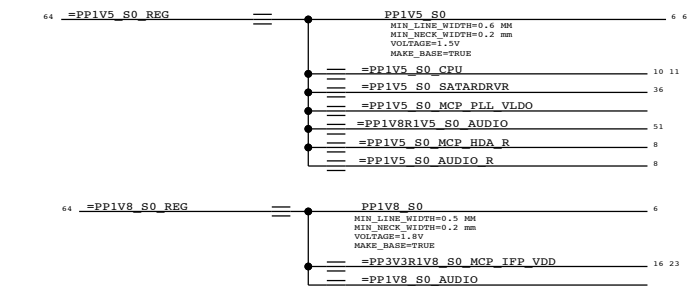 64 =PP1V5_S0_REG PP1V5_S0 6 6
MIN_LINE_WIDTH=0.6 MM
MIN_NECK_WIDTH=0.2 mm
VOLTAGE=1.5V
MAKE_BASE=TRUE
=PP1V5_S0_CPU 10 11
=PP1V5_S0_SATARDRVR 36
=PP1V5_S0_MCP_PLL_VLDO
=PP1V8R1V5_S0_AUDIO 51
=PP1V5_S0_MCP_HDA_R 8
=PP1V5_S0_AUDIO_R 8
64 =PP1V8_S0_REG PP1V8_S0 6
MIN_LINE_WIDTH=0.5 MM
MIN_NECK_WIDTH=0.2 mm
VOLTAGE=1.8V
MAKE_BASE=TRUE
=PP3V3R1V8_S0_MCP_IFP_VDD 16 23
=PP1V8_S0_AUDIO